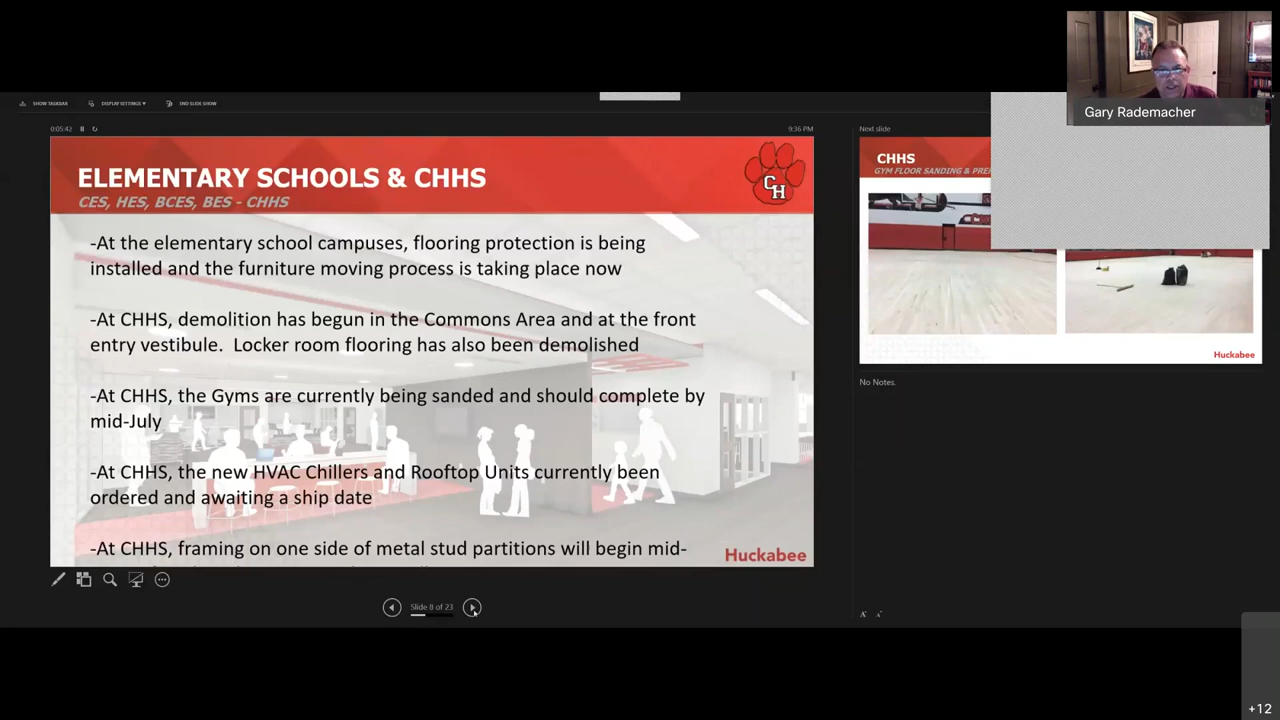 Gary Rademacher
SHOW TASKBAR
DISPLAY SETTINGS ▾
END SLIDE SHOW
0:05:42
9:36 PM
Next slide
ELEMENTARY SCHOOLS & CHHS
CES, HES, BCES, BES - CHHS
CH
-At the elementary school campuses, flooring protection is being
installed and the furniture moving process is taking place now
-At CHHS, demolition has begun in the Commons Area and at the front
entry vestibule.  Locker room flooring has also been demolished
-At CHHS, the Gyms are currently being sanded and should complete by
mid-July
-At CHHS, the new HVAC Chillers and Rooftop Units currently been
ordered and awaiting a ship date
-At CHHS, framing on one side of metal stud partitions will begin mid-
Huckabee
CHHS
GYM FLOOR SANDING & PRE
Huckabee
No Notes.
Slide 8 of 23
A A
+12